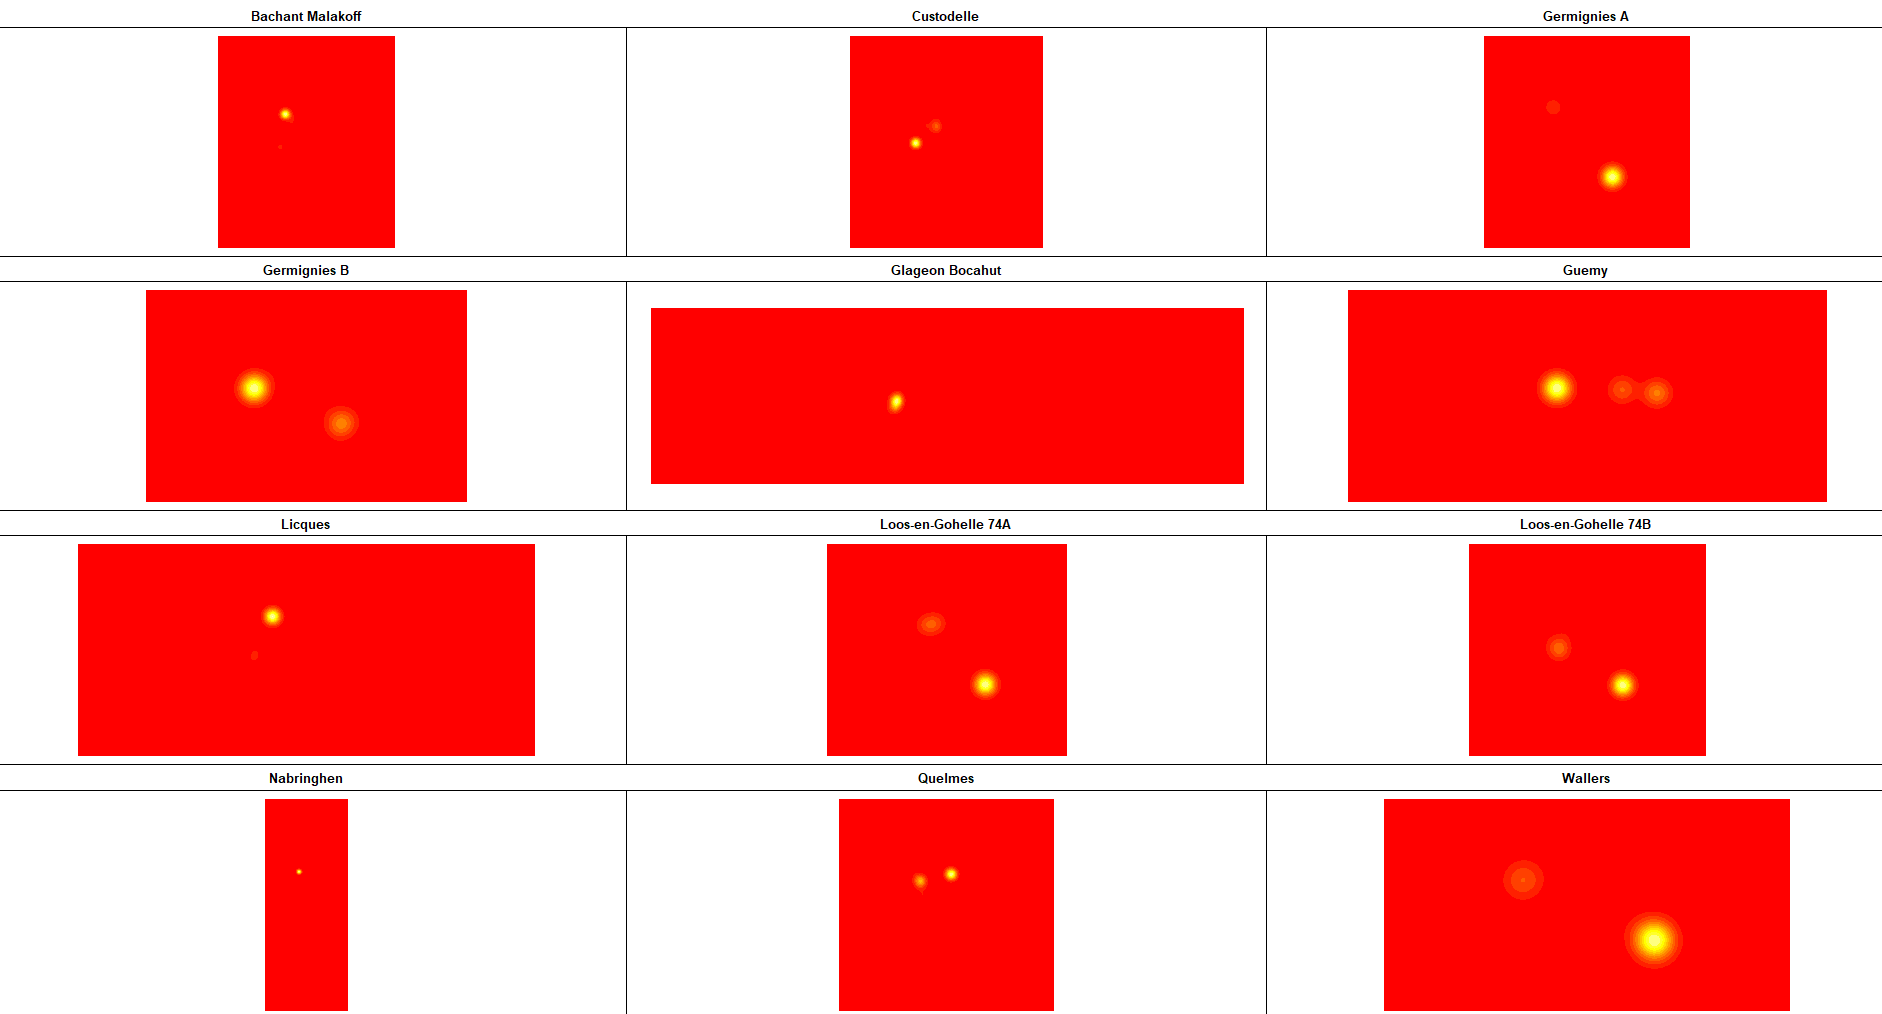 Bachant Malakoff
Custodelle
Germignies A
Germignies B
Glageon Bocahut
Guemy
Licques
Loos-en-Gohelle 74A
Loos-en-Gohelle 74B
Nabringhen
Quelmes
Wallers